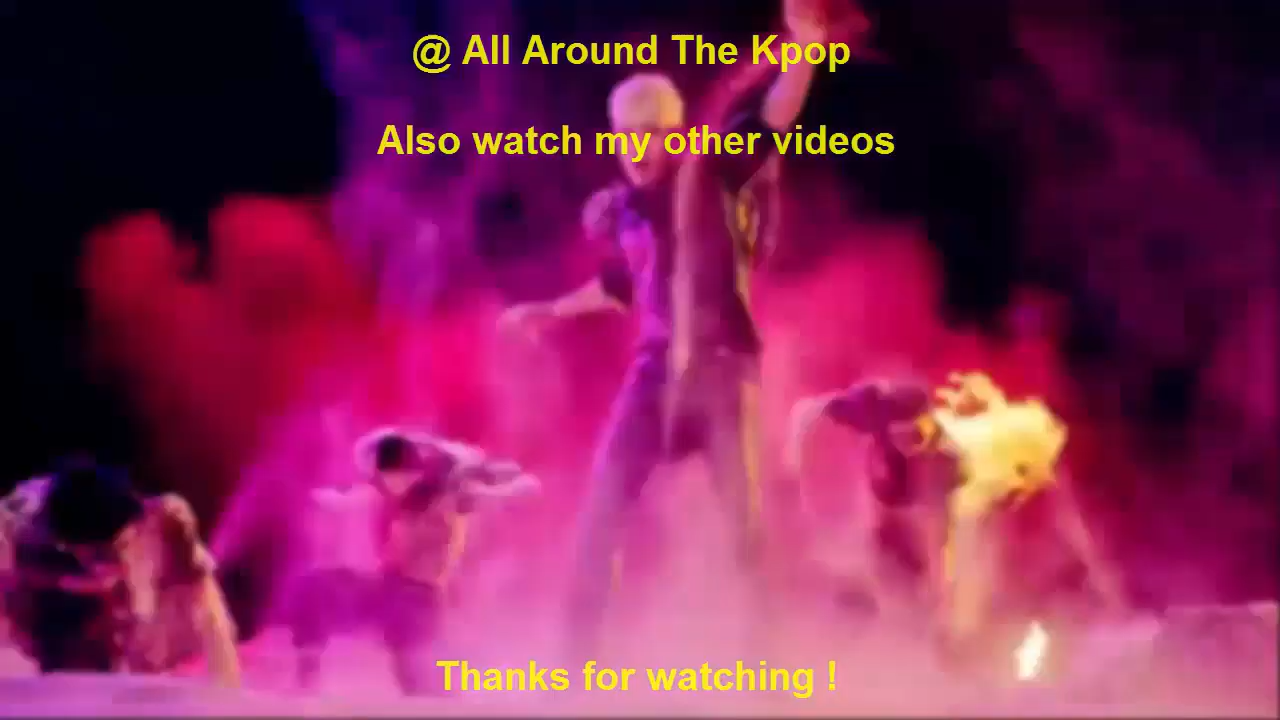 @ All Around The Kpop
Also watch my other videos
Thanks for watching !